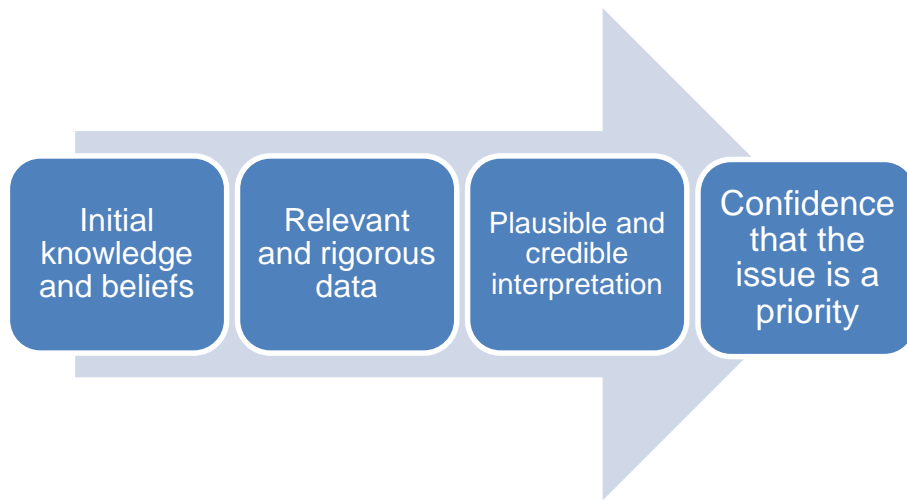 Initial
knowledge
and beliefs
Relevant
and rigorous
data
Plausible and
credible
interpretation
Confidence
that the
issue is a
priority